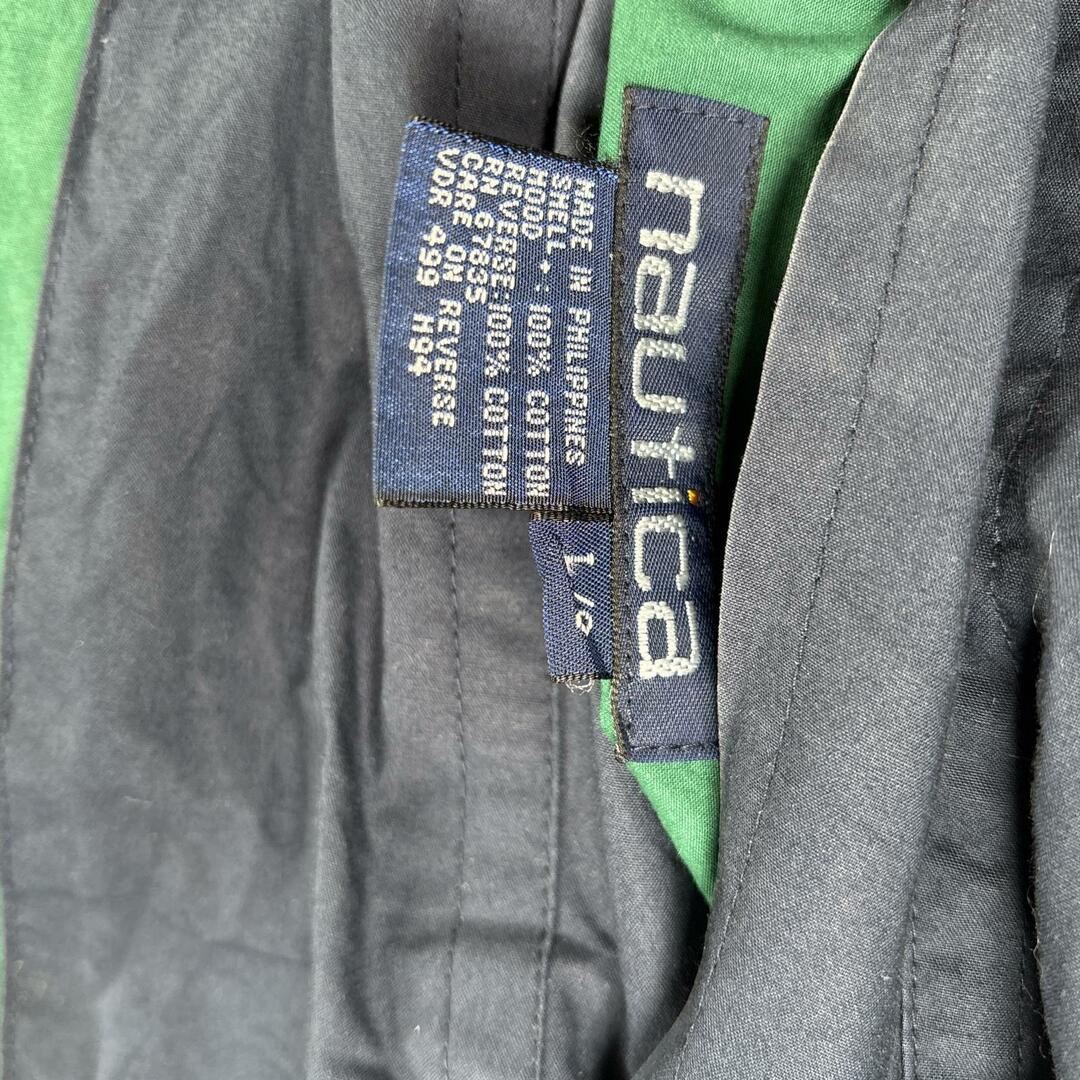 nautica
MADE IN PHILIPPINES
SHELL + : 100% COTTON
HOOD
REVERSE:100% COTTON
RN 67835
CARE ON REVERSE
VDR 499 H94
L/G